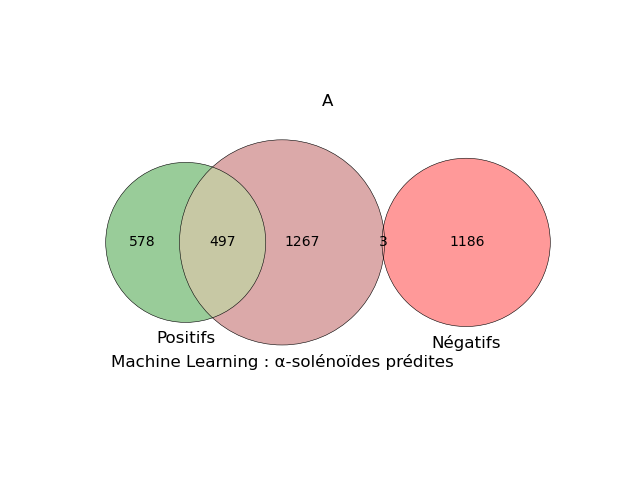 A
578 497 1267 3 1186
Positifs
Négatifs
Machine Learning : α-solénoïdes prédites